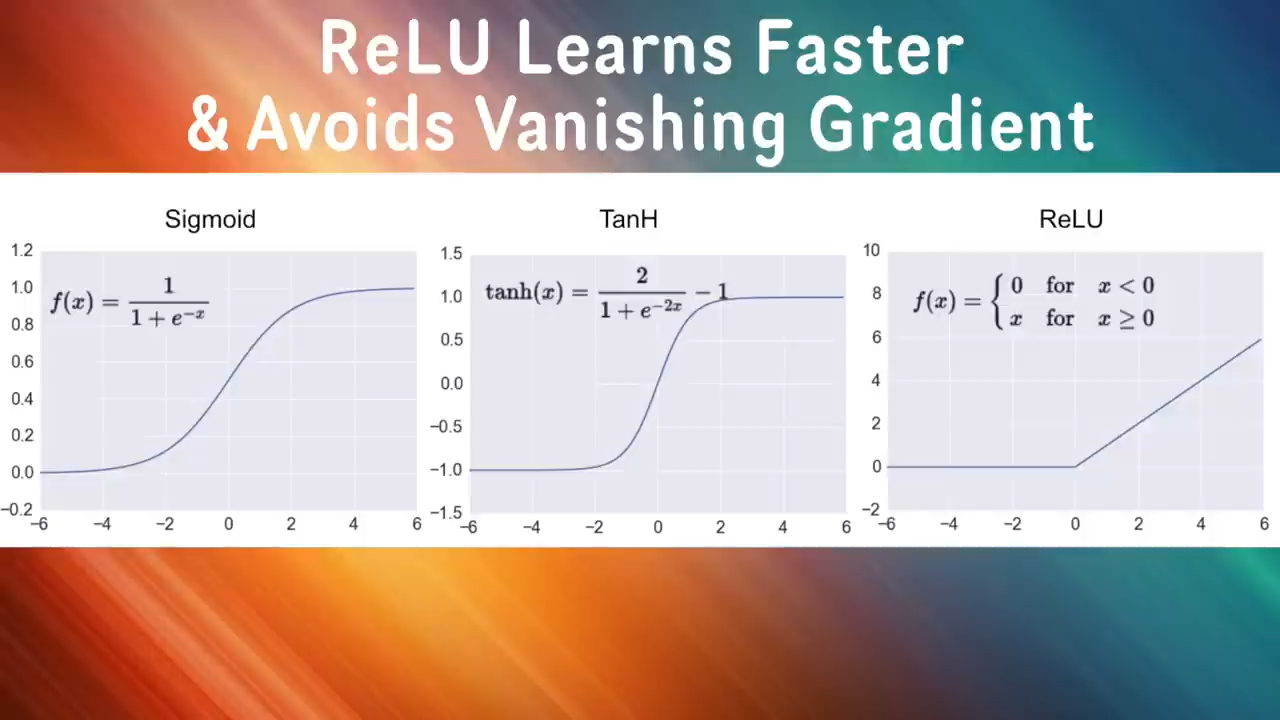 ReLU Learns Faster
& Avoids Vanishing Gradient
Sigmoid
1.2
1.0
0.8
0.6
0.4
0.2
0.0
−0.2
−6 −4 −2 0 2 4 6
f(x) = 1 / (1 + e^{−x})
TanH
1.5
1.0
0.5
0.0
−0.5
−1.0
−1.5
−6 −4 −2 0 2 4 6
tanh(x) = 2 / (1 + e^{−2x}) − 1
ReLU
10
8
6
4
2
0
−2
−6 −4 −2 0 2 4 6
f(x) = { 0 for x < 0
x for x ≥ 0